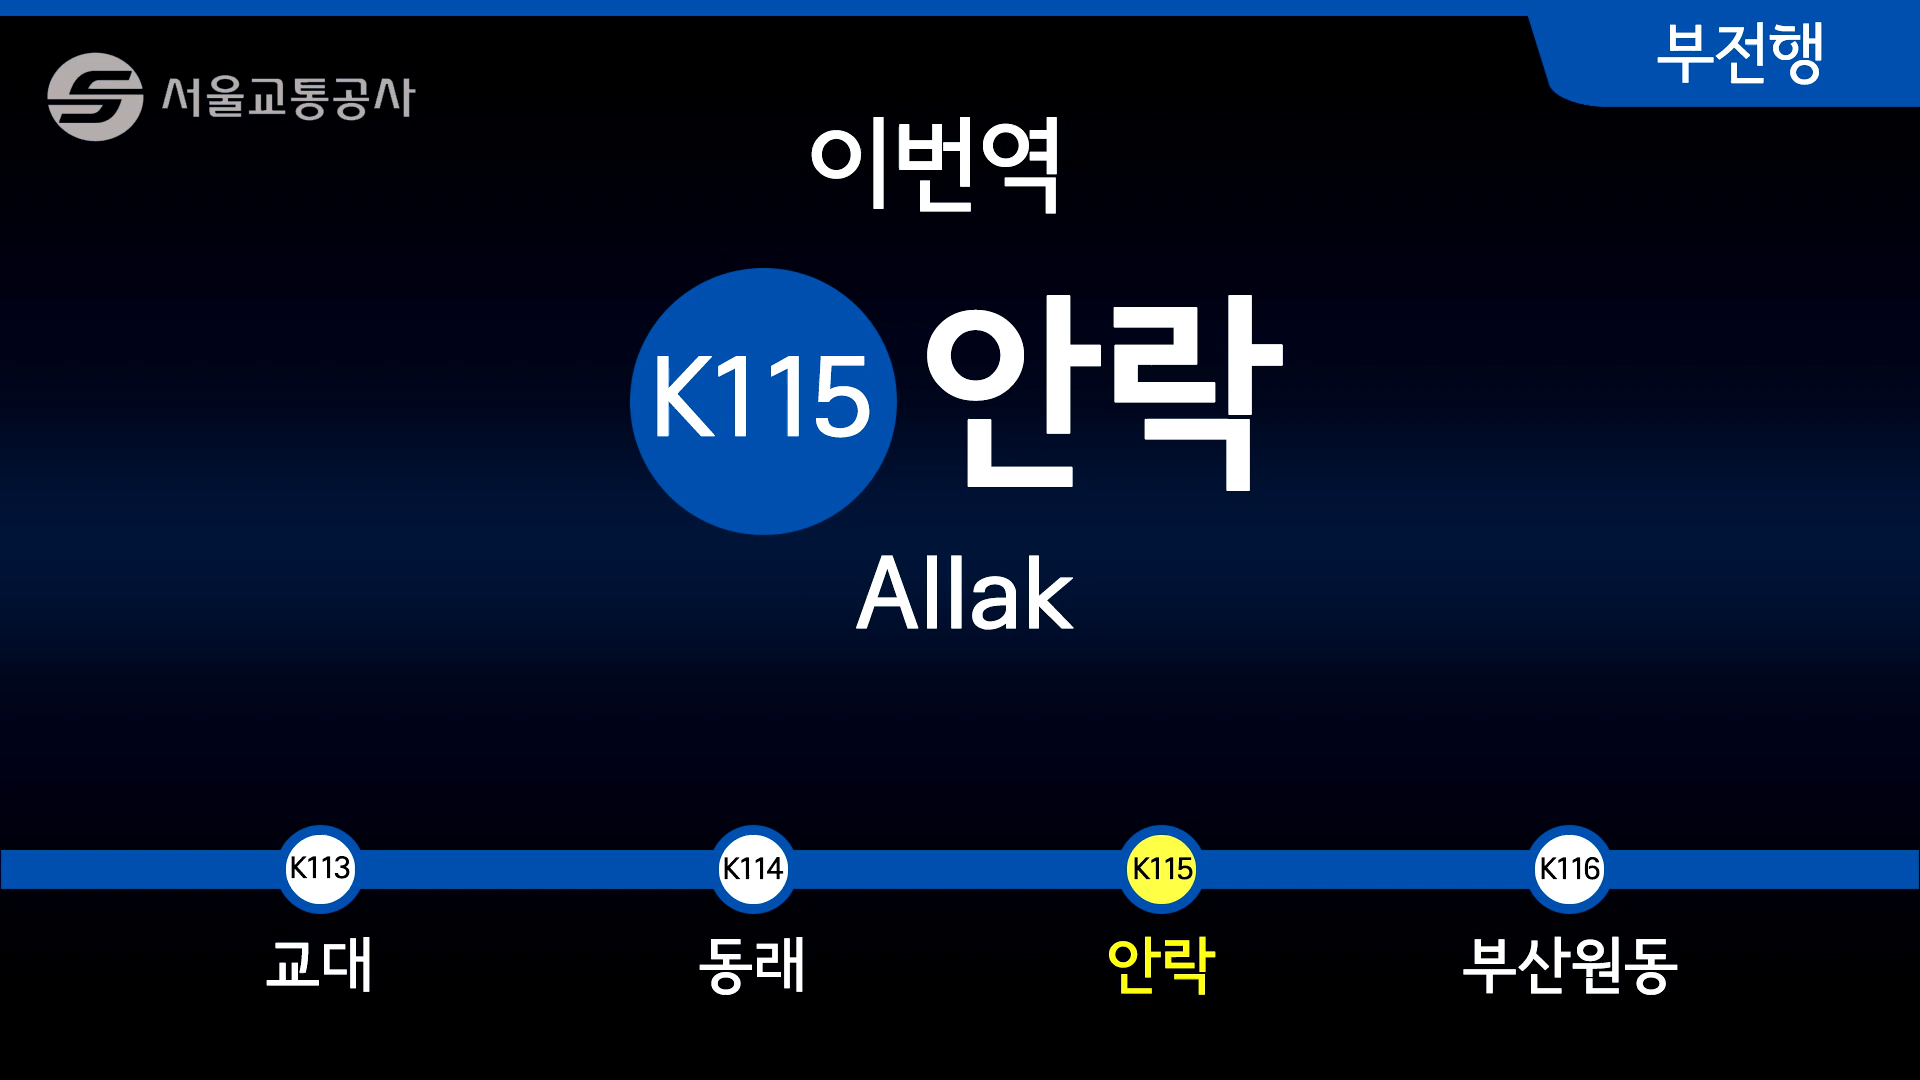 부전행
서울교통공사
이번역
K115 안락
Allak
K113 K114 K115 K116
교대 동래 안락 부산원동